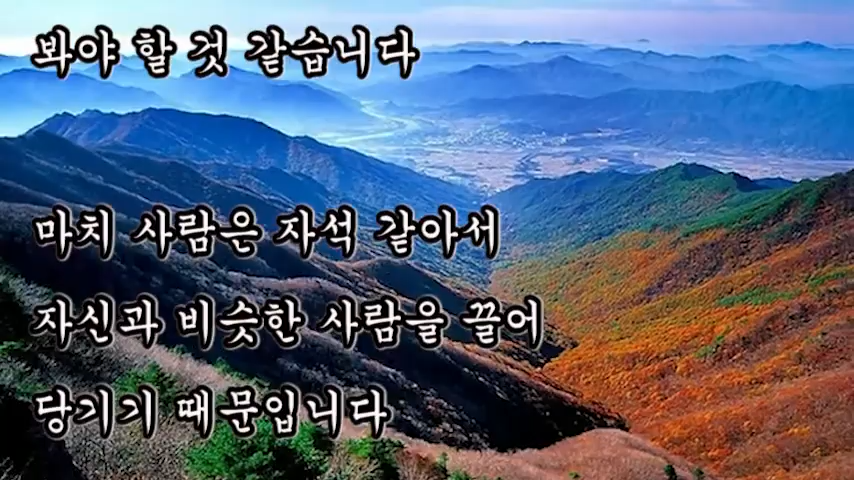 봐야 할 것 같습니다
마치 사람은 자석 같아서
자신과 비슷한 사람을 끌어
당기기 때문입니다